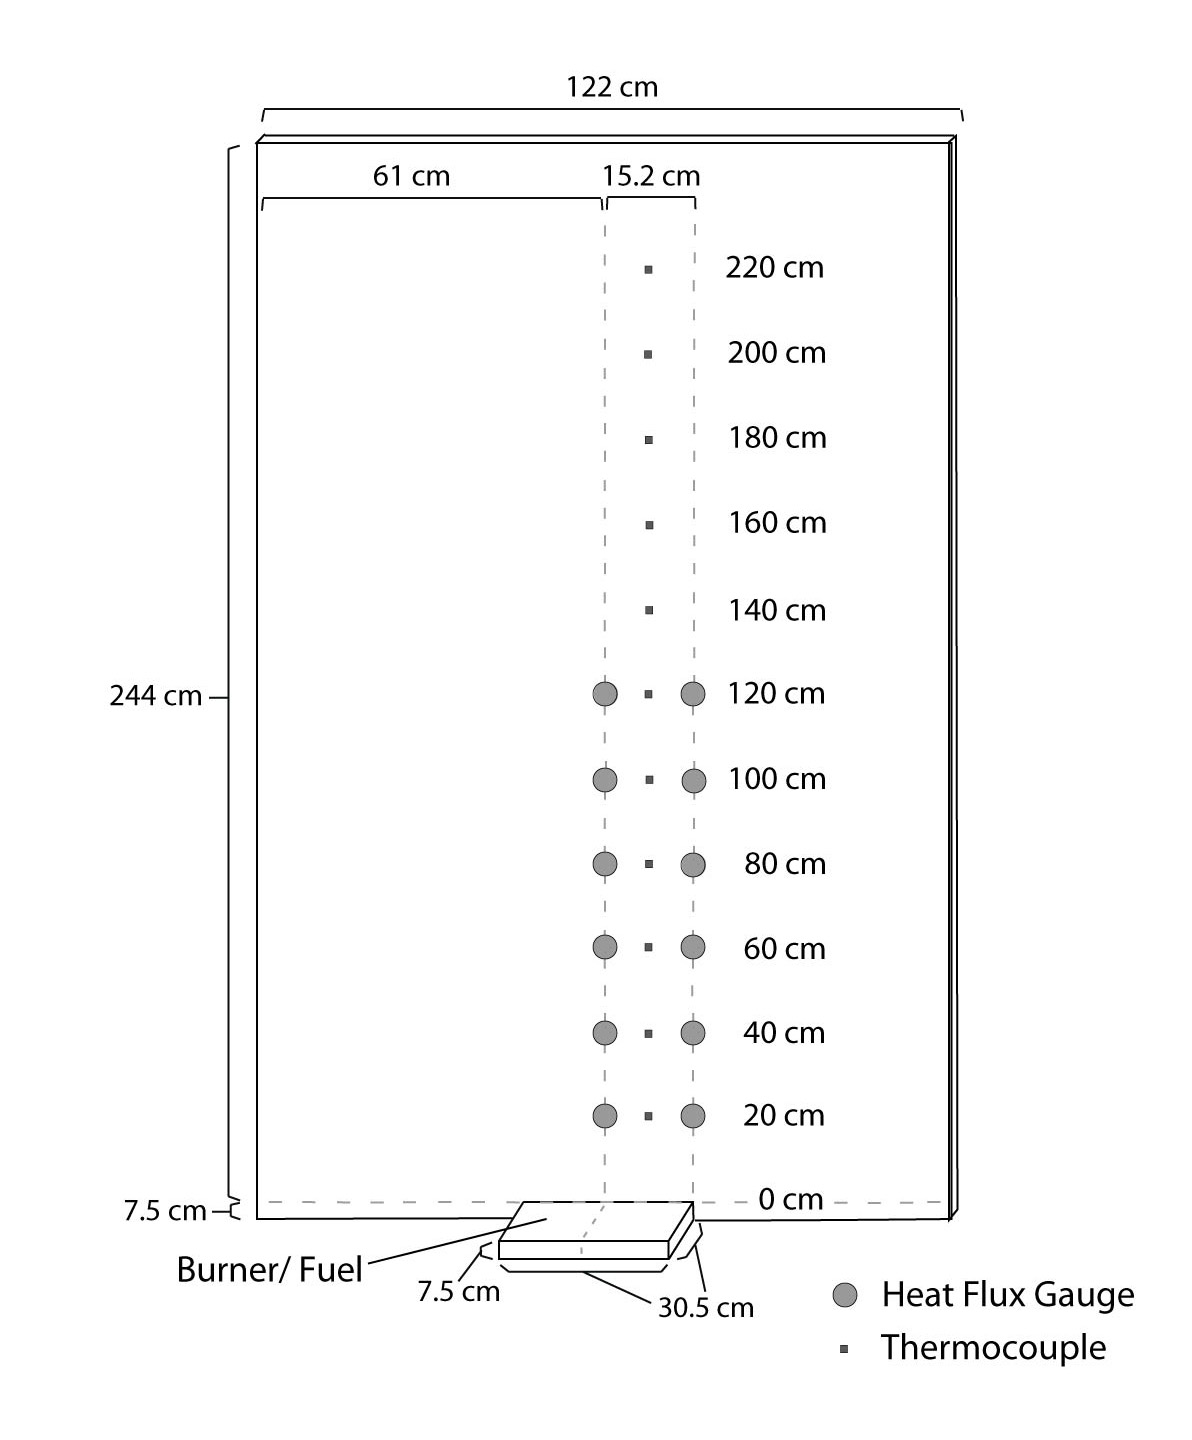 122 cm
61 cm
15.2 cm
220 cm
200 cm
180 cm
160 cm
140 cm
244 cm
120 cm
100 cm
80 cm
60 cm
40 cm
20 cm
0 cm
7.5 cm
Burner/ Fuel
7.5 cm
30.5 cm
Heat Flux Gauge
Thermocouple